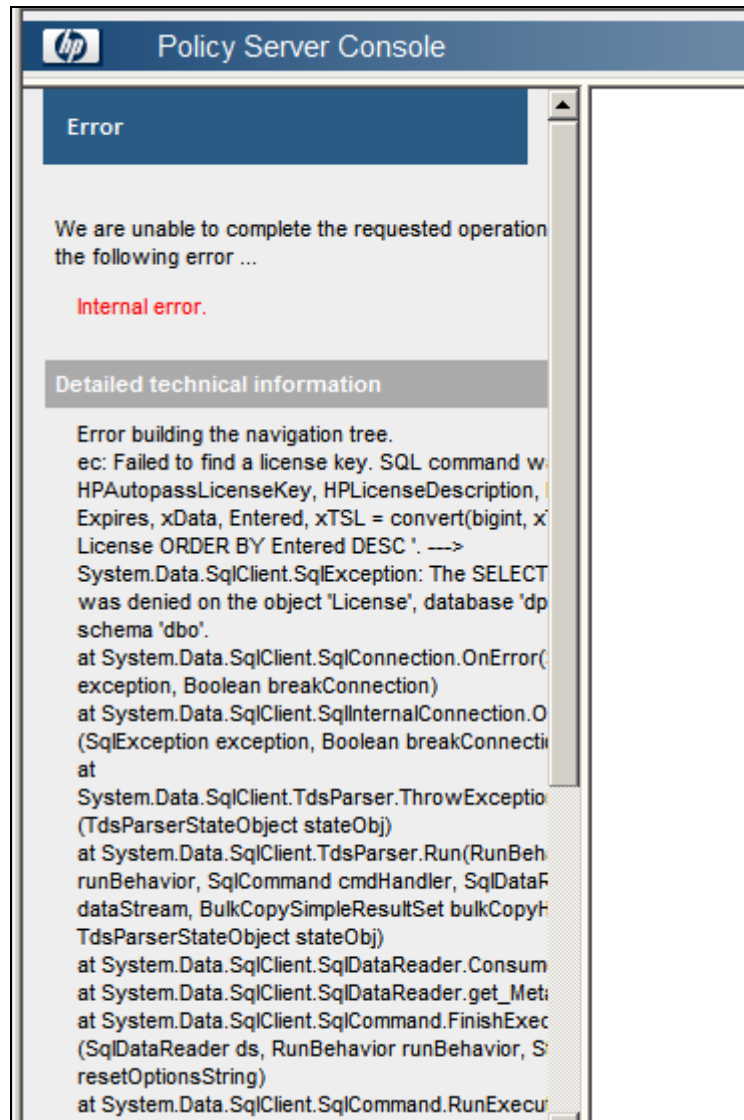 hp Policy Server Console
Error
We are unable to complete the requested operation
the following error ...
Internal error.
Detailed technical information
Error building the navigation tree.
ec: Failed to find a license key. SQL command
HPAutopassLicenseKey, HPLicenseDescription,
Expires, xData, Entered, xTSL = convert(bigint,
License ORDER BY Entered DESC '. --->
System.Data.SqlClient.SqlException: The SELECT
was denied on the object 'License', database 'dp
schema 'dbo'.
at System.Data.SqlClient.SqlConnection.OnError(
exception, Boolean breakConnection)
at System.Data.SqlClient.SqlInternalConnection.O
(SqlException exception, Boolean breakConnecti
at
System.Data.SqlClient.TdsParser.ThrowExceptio
(TdsParserStateObject stateObj)
at System.Data.SqlClient.TdsParser.Run(RunBeh
runBehavior, SqlCommand cmdHandler, SqlDataR
dataStream, BulkCopySimpleResultSet bulkCopyH
TdsParserStateObject stateObj)
at System.Data.SqlClient.SqlDataReader.Consum
at System.Data.SqlClient.SqlDataReader.get_Meta
at System.Data.SqlClient.SqlCommand.FinishExec
(SqlDataReader ds, RunBehavior runBehavior, S
resetOptionsString)
at System.Data.SqlClient.SqlCommand.RunExecut